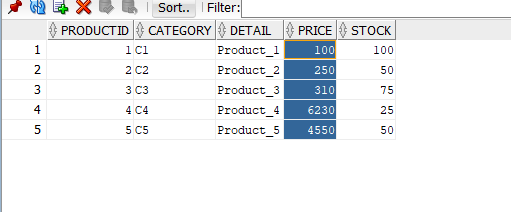 Sort.. Filter:
PRODUCTID CATEGORY DETAIL PRICE STOCK
1 1 C1 Product_1 100 100
2 2 C2 Product_2 250 50
3 3 C3 Product_3 310 75
4 4 C4 Product_4 6230 25
5 5 C5 Product_5 4550 50